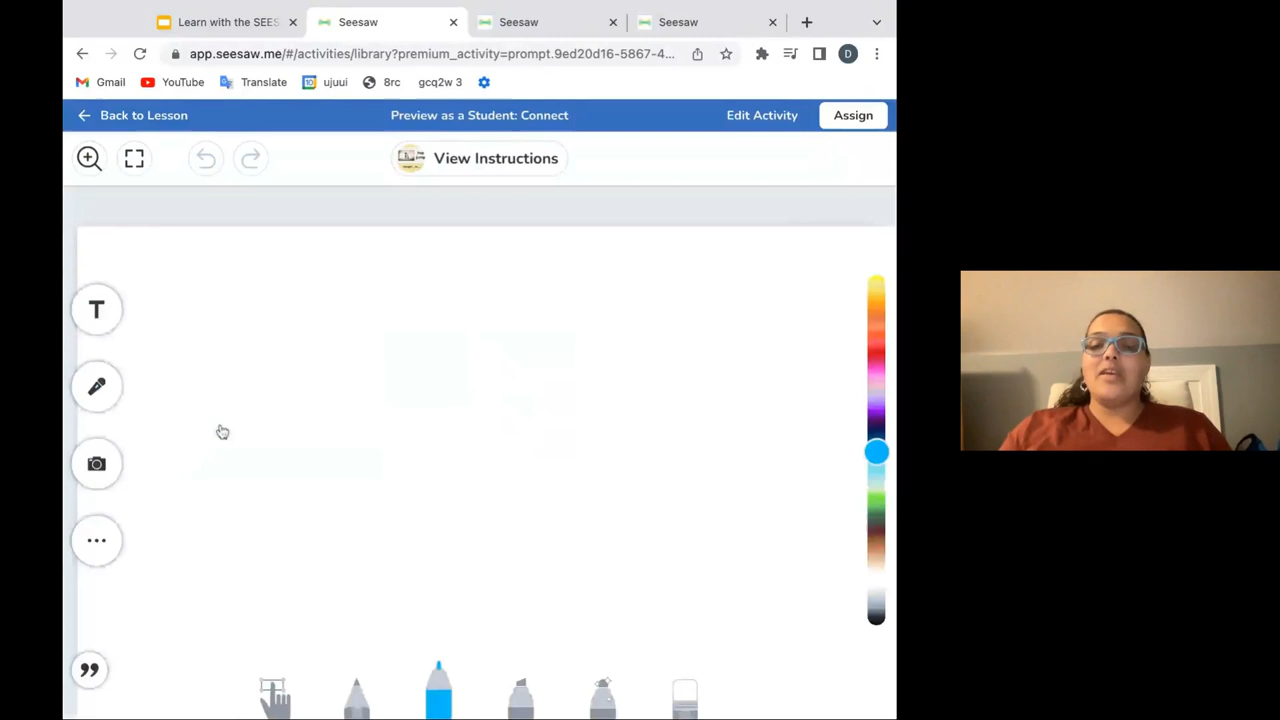 Learn with the SEES
Seesaw
Seesaw
Seesaw
app.seesaw.me/#/activities/library?premium_activity=prompt.9ed20d16-5867-4...
D
Gmail
YouTube
Translate
10
ujuui
8rc
gcq2w 3
Back to Lesson
Preview as a Student: Connect
Edit Activity
Assign
View Instructions
T